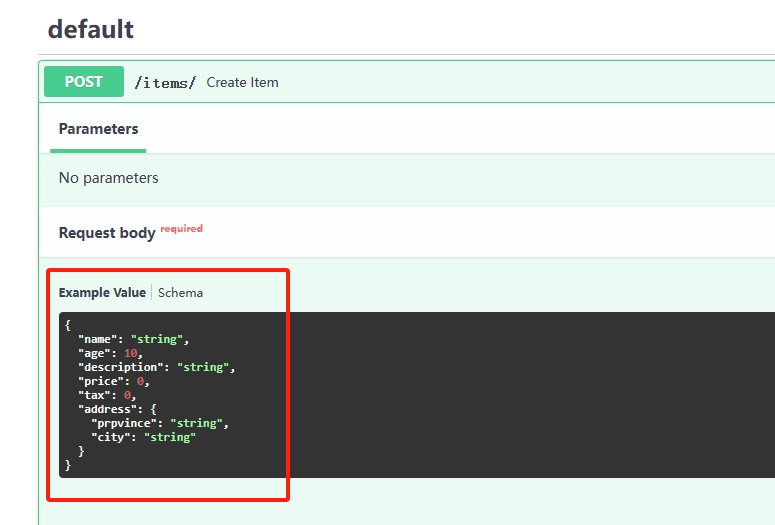 default
POST /items/ Create Item
Parameters
No parameters
Request body required
Example Value | Schema
{
"name": "string",
"age": 10,
"description": "string",
"price": 0,
"tax": 0,
"address": {
"prpvince": "string",
"city": "string"
}
}